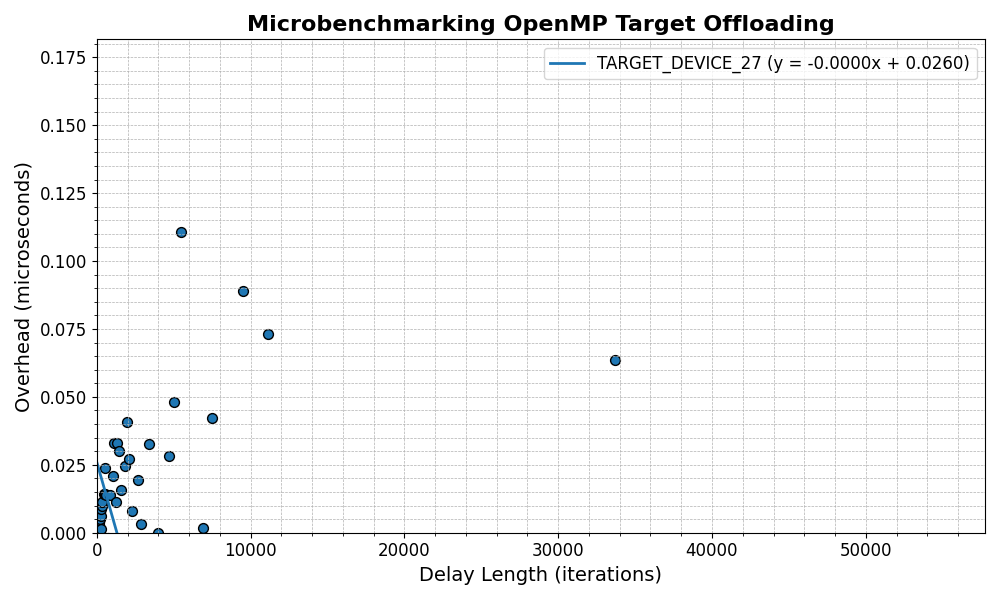 Microbenchmarking OpenMP Target Offloading
TARGET_DEVICE_27 (y = -0.0000x + 0.0260)
Overhead (microseconds)
0.175
0.150
0.125
0.100
0.075
0.050
0.025
0.000
0 10000 20000 30000 40000 50000
Delay Length (iterations)